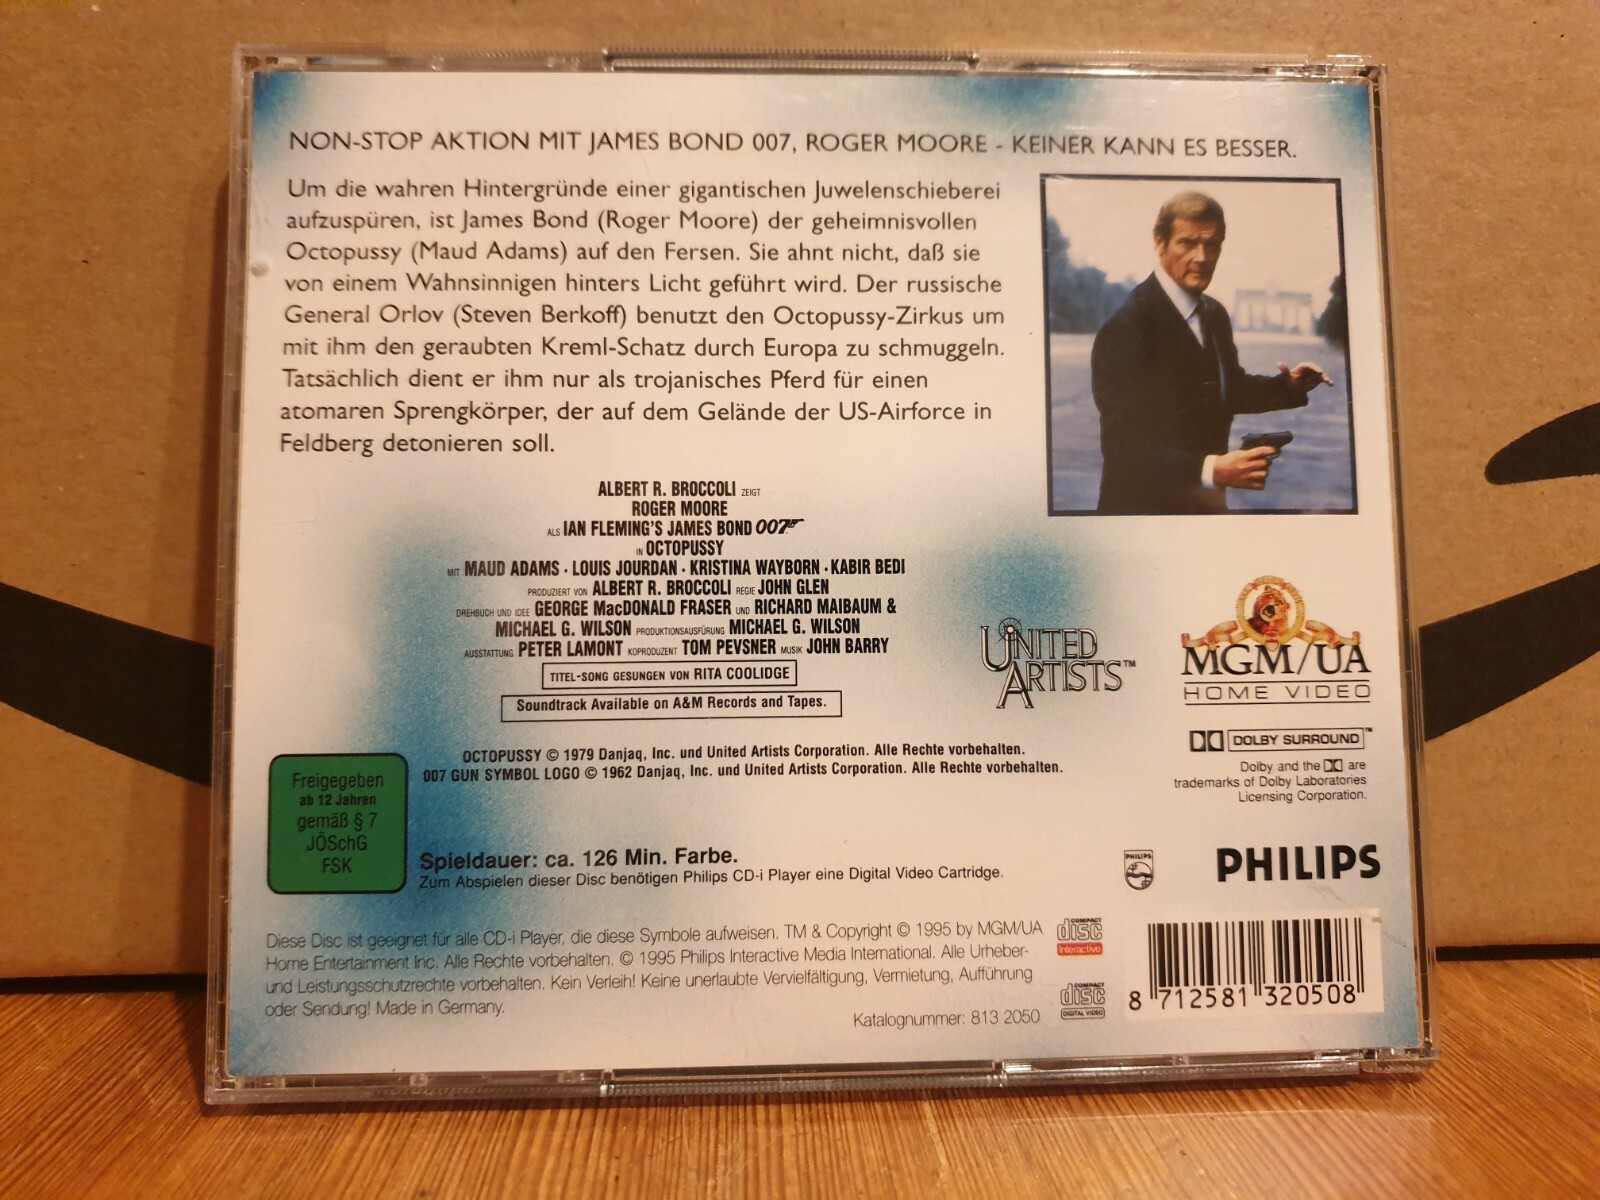 NON-STOP AKTION MIT JAMES BOND 007, ROGER MOORE - KEINER KANN ES BESSER.
Um die wahren Hintergründe einer gigantischen Juwelenschieberei
aufzuspüren, ist James Bond (Roger Moore) der geheimnisvollen
Octopussy (Maud Adams) auf den Fersen. Sie ahnt nicht, daß sie
von einem Wahnsinnigen hinters Licht geführt wird. Der russische
General Orlov (Steven Berkoff) benutzt den Octopussy-Zirkus um
mit ihm den geraubten Kreml-Schatz durch Europa zu schmuggeln.
Tatsächlich dient er ihm nur als trojanisches Pferd für einen
atomaren Sprengkörper, der auf dem Gelände der US-Airforce in
Feldberg detonieren soll.
ALBERT R. BROCCOLI ZEIGT
ROGER MOORE
ALS IAN FLEMING'S JAMES BOND 007
IN OCTOPUSSY
MIT MAUD ADAMS · LOUIS JOURDAN · KRISTINA WAYBORN · KABIR BEDI
PRODUZIERT VON ALBERT R. BROCCOLI REGIE JOHN GLEN
DREHBUCH UND IDEE GEORGE MacDONALD FRASER UND RICHARD MAIBAUM &
MICHAEL G. WILSON PRODUKTIONSAUSFÜRUNG MICHAEL G. WILSON
AUSSTATTUNG PETER LAMONT KOPRODUZENT TOM PEVSNER MUSIK JOHN BARRY
TITEL-SONG GESUNGEN VON RITA COOLIDGE
Soundtrack Available on A&M Records and Tapes.
UNITED
ARTISTS™
MGM/UA
HOME VIDEO
DOLBY SURROUND™
Dolby and the are
trademarks of Dolby Laboratories
Licensing Corporation.
OCTOPUSSY © 1979 Danjaq, Inc. und United Artists Corporation. Alle Rechte vorbehalten.
007 GUN SYMBOL LOGO © 1962 Danjaq, Inc. und United Artists Corporation. Alle Rechte vorbehalten.
Freigegeben
ab 12 Jahren
gemäß § 7
JÖSchG
FSK
Spieldauer: ca. 126 Min. Farbe.
Zum Abspielen dieser Disc benötigen Philips CD-i Player eine Digital Video Cartridge.
PHILIPS
PHILIPS
Diese Disc ist geeignet für alle CD-i Player, die diese Symbole aufweisen. TM & Copyright © 1995 by MGM/UA
Home Entertainment Inc. Alle Rechte vorbehalten. © 1995 Philips Interactive Media International. Alle Urheber-
und Leistungsschutzrechte vorbehalten. Kein Verleih! Keine unerlaubte Vervielfältigung, Vermietung, Aufführung
oder Sendung! Made in Germany.
Katalognummer: 813 2050
COMPACT
disc
Interactive
COMPACT
disc
DIGITAL VIDEO
8 712581 320508